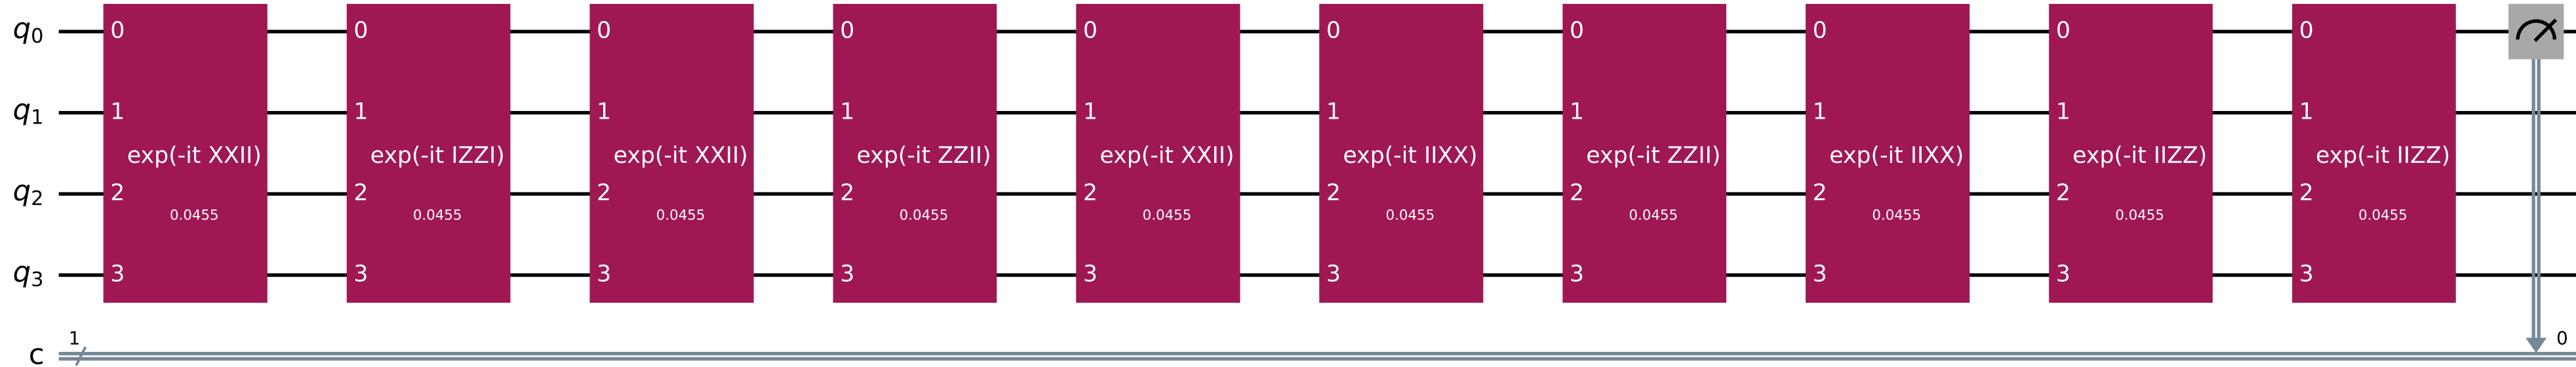 q0 0 0 0 0 0 0 0 0 0 0
q1 1 1 1 1 1 1 1 1 1 1
exp(-it XXII) exp(-it IZZI) exp(-it XXII) exp(-it ZZII) exp(-it XXII) exp(-it IIXX) exp(-it ZZII) exp(-it IIXX) exp(-it IIZZ) exp(-it IIZZ)
q2 2 2 2 2 2 2 2 2 2 2
0.0455 0.0455 0.0455 0.0455 0.0455 0.0455 0.0455 0.0455 0.0455 0.0455
q3 3 3 3 3 3 3 3 3 3 3
1 0
c